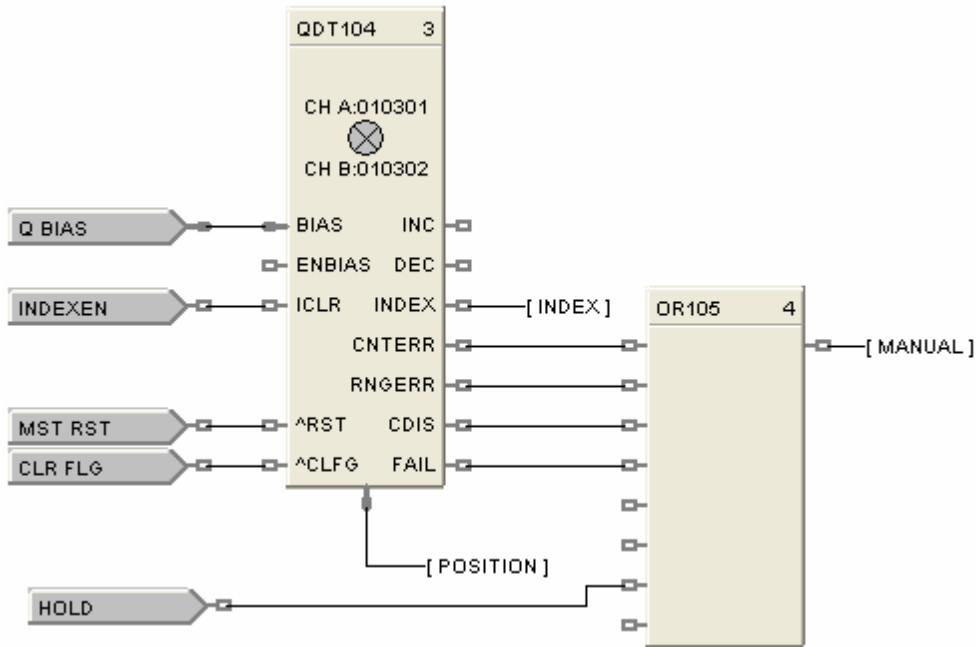 QDT104 3
CH A:010301
CH B:010302
Q BIAS
BIAS INC
ENBIAS DEC
INDEXEN
ICLR INDEX
[ INDEX ]
OR105 4
CNTERR
[ MANUAL ]
RNGERR
MST RST
^RST CDIS
CLR FLG
^CLFG FAIL
[ POSITION ]
HOLD